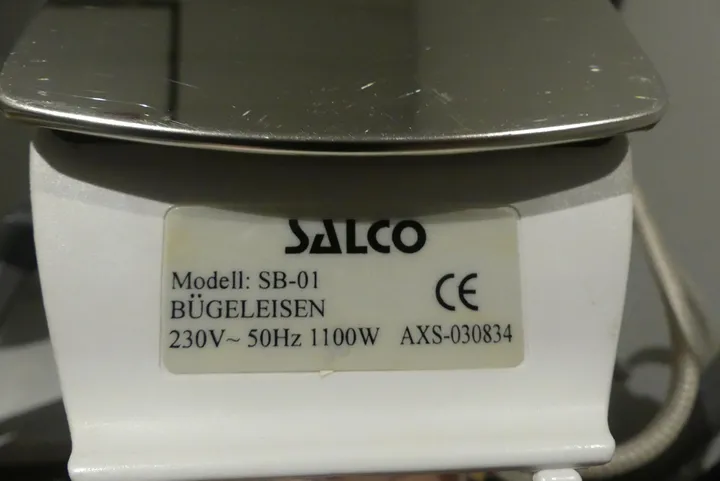 SALCO
Modell: SB-01
CE
BÜGELEISEN
230V~ 50Hz 1100W AXS-030834